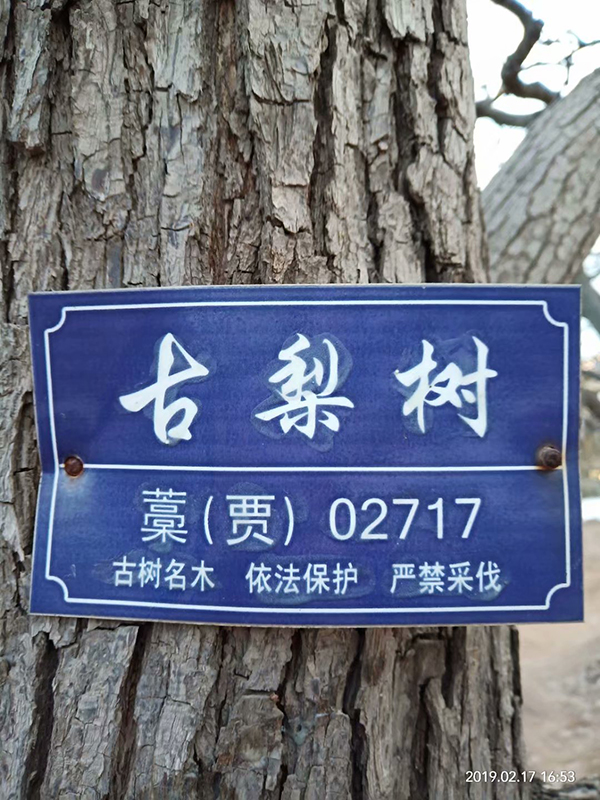 古梨树
藁(贾) 02717
古树名木 依法保护 严禁采伐
2019.02.17 16:53